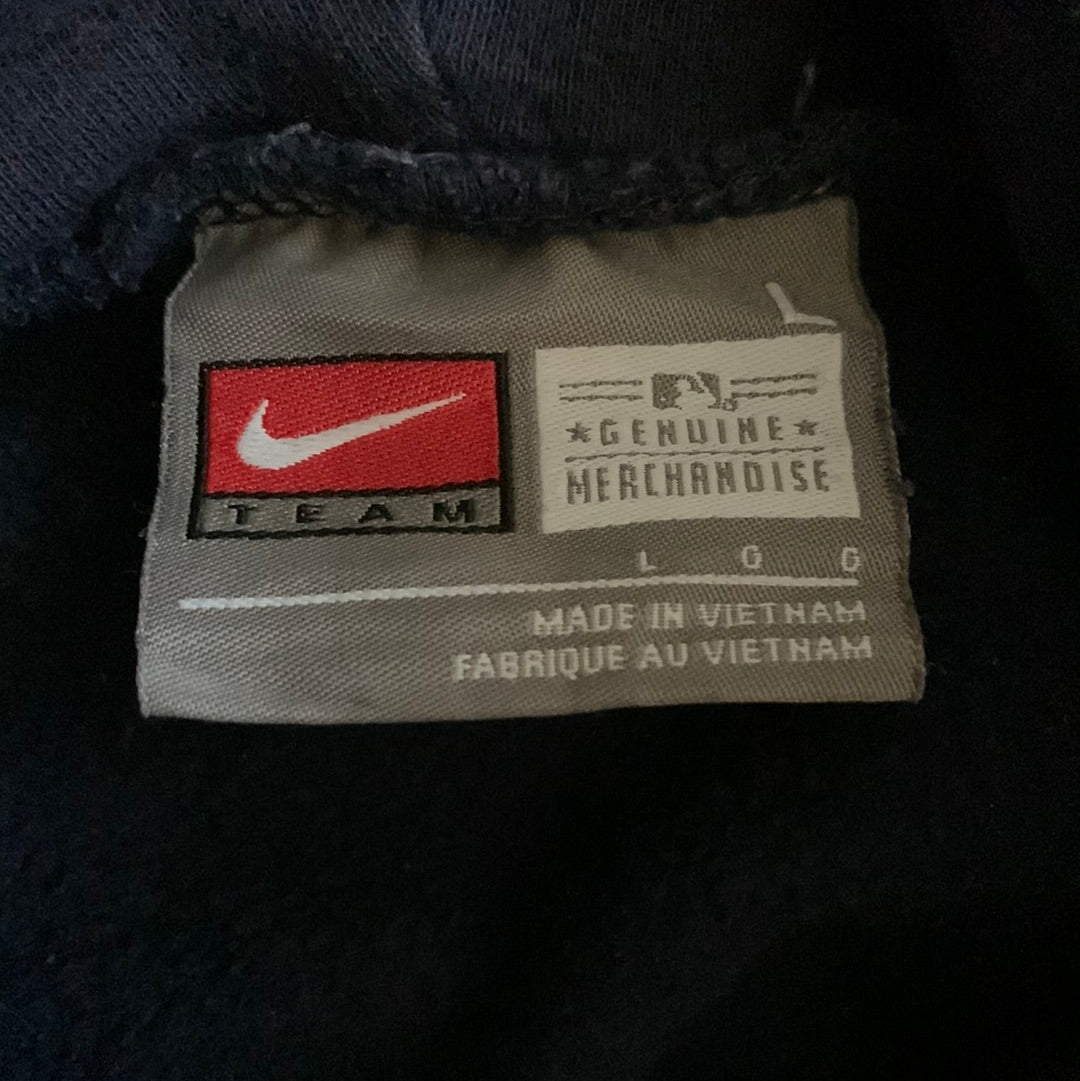 L
TEAM
★GENUINE★
MERCHANDISE
L G G
MADE IN VIETNAM
FABRIQUE AU VIETNAM